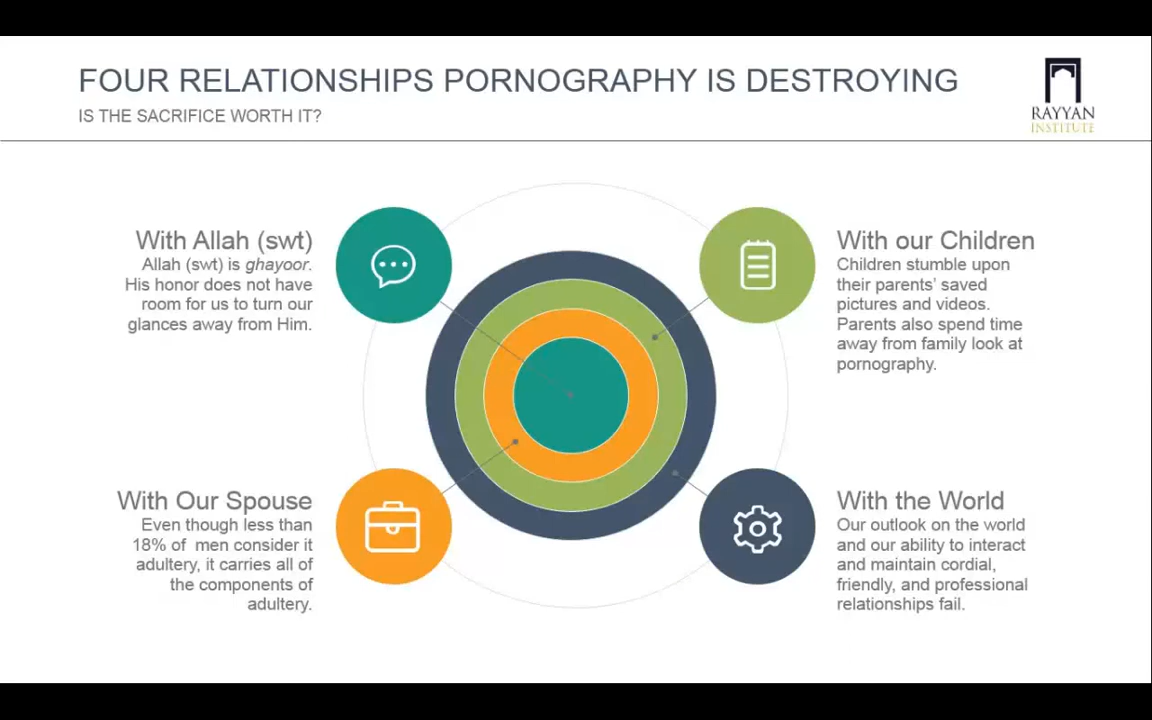 FOUR RELATIONSHIPS PORNOGRAPHY IS DESTROYING
IS THE SACRIFICE WORTH IT?
RAYYAN
INSTITUTE
With Allah (swt)
Allah (swt) is ghayoor.
His honor does not have
room for us to turn our
glances away from Him.
With our Children
Children stumble upon
their parents' saved
pictures and videos.
Parents also spend time
away from family look at
pornography.
With Our Spouse
Even though less than
18% of  men consider it
adultery, it carries all of
the components of
adultery.
With the World
Our outlook on the world
and our ability to interact
and maintain cordial,
friendly, and professional
relationships fail.